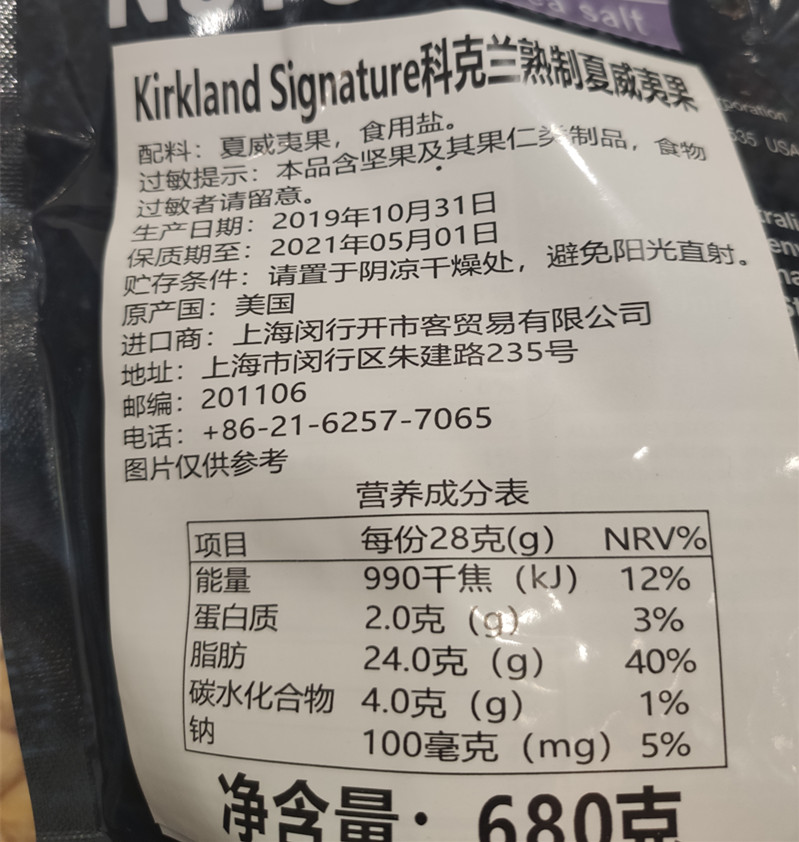 sea salt
Kirkland Signature科克兰熟制夏威夷果
配料：夏威夷果，食用盐。
过敏提示：本品含坚果及其果仁类制品，食物
过敏者请留意。
生产日期：2019年10月31日
保质期至：2021年05月01日
贮存条件：请置于阴凉干燥处，避免阳光直射。
原产国：美国
进口商：上海闵行开市客贸易有限公司
地址：上海市闵行区朱建路235号
邮编：201106
电话：+86-21-6257-7065
图片仅供参考
营养成分表
项目 每份28克(g) NRV%
能量 990千焦（kJ） 12%
蛋白质 2.0克（g） 3%
脂肪 24.0克（g） 40%
碳水化合物 4.0克（g） 1%
钠 100毫克（mg） 5%
净含量：680克
USA